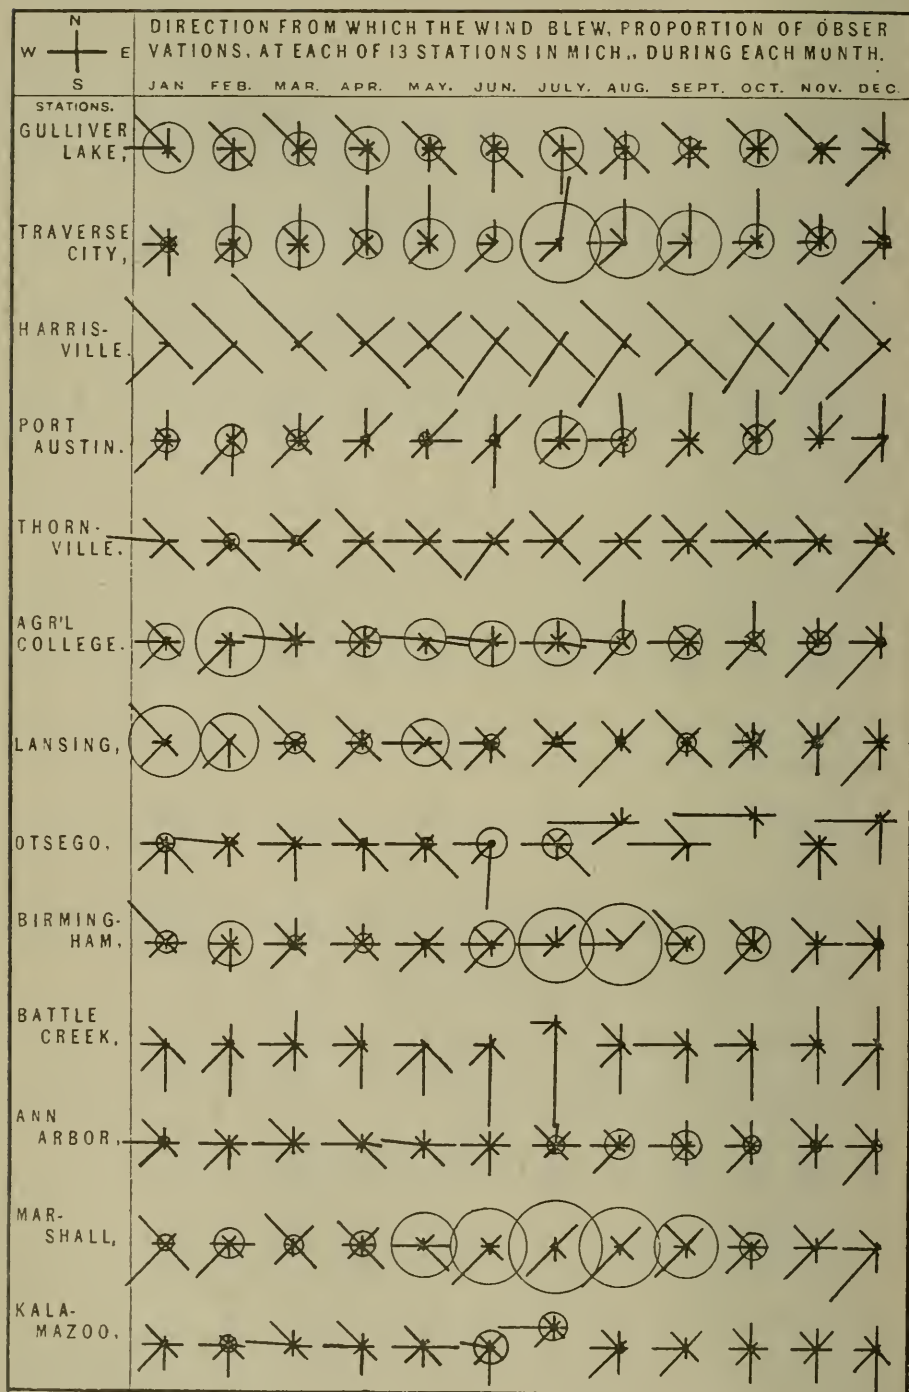 N
W E
S
DIRECTION FROM WHICH THE WIND BLEW, PROPORTION OF OBSER
VATIONS, AT EACH OF 13 STATIONS IN MICH., DURING EACH MONTH.
JAN FEB. MAR. APR. MAY. JUN. JULY. AUG. SEPT. OCT. NOV. DEC.
STATIONS.
GULLIVER
LAKE,
TRAVERSE
CITY,
HARRIS-
VILLE.
PORT
AUSTIN.
THORN-
VILLE.
AGR'L
COLLEGE.
LANSING,
OTSEGO,
BIRMING-
HAM,
BATTLE
CREEK,
ANN
ARBOR,
MAR-
SHALL,
KALA-
MAZOO,